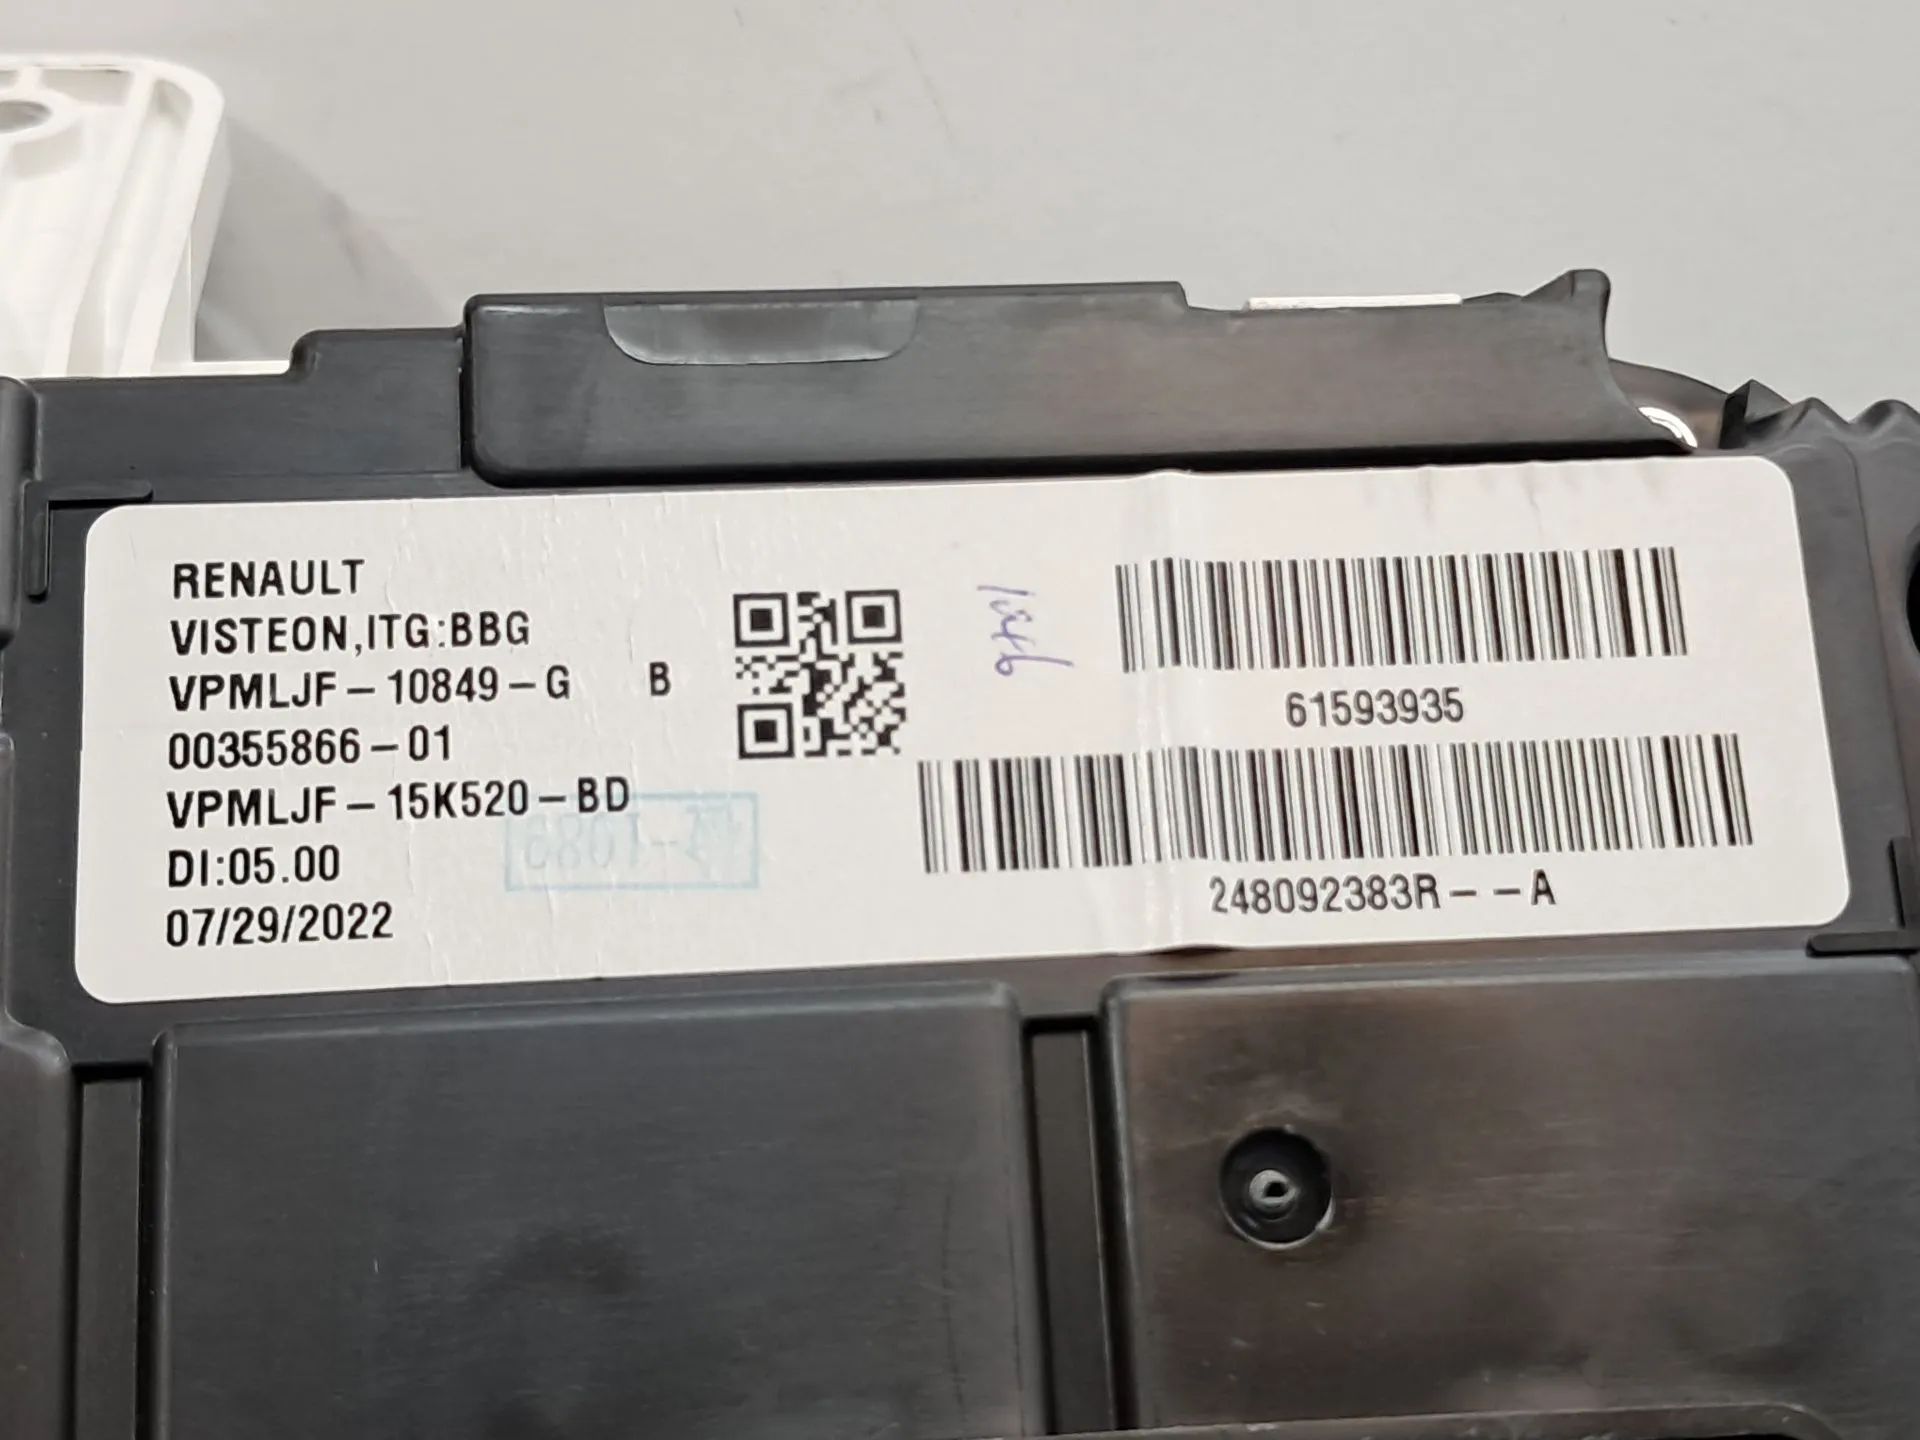 RENAULT
VISTEON,ITG:BBG
VPMLJF-10849-G B
00355866-01
VPMLJF-15K520-BD
DI:05.00
07/29/2022
61593935
248092383R--A